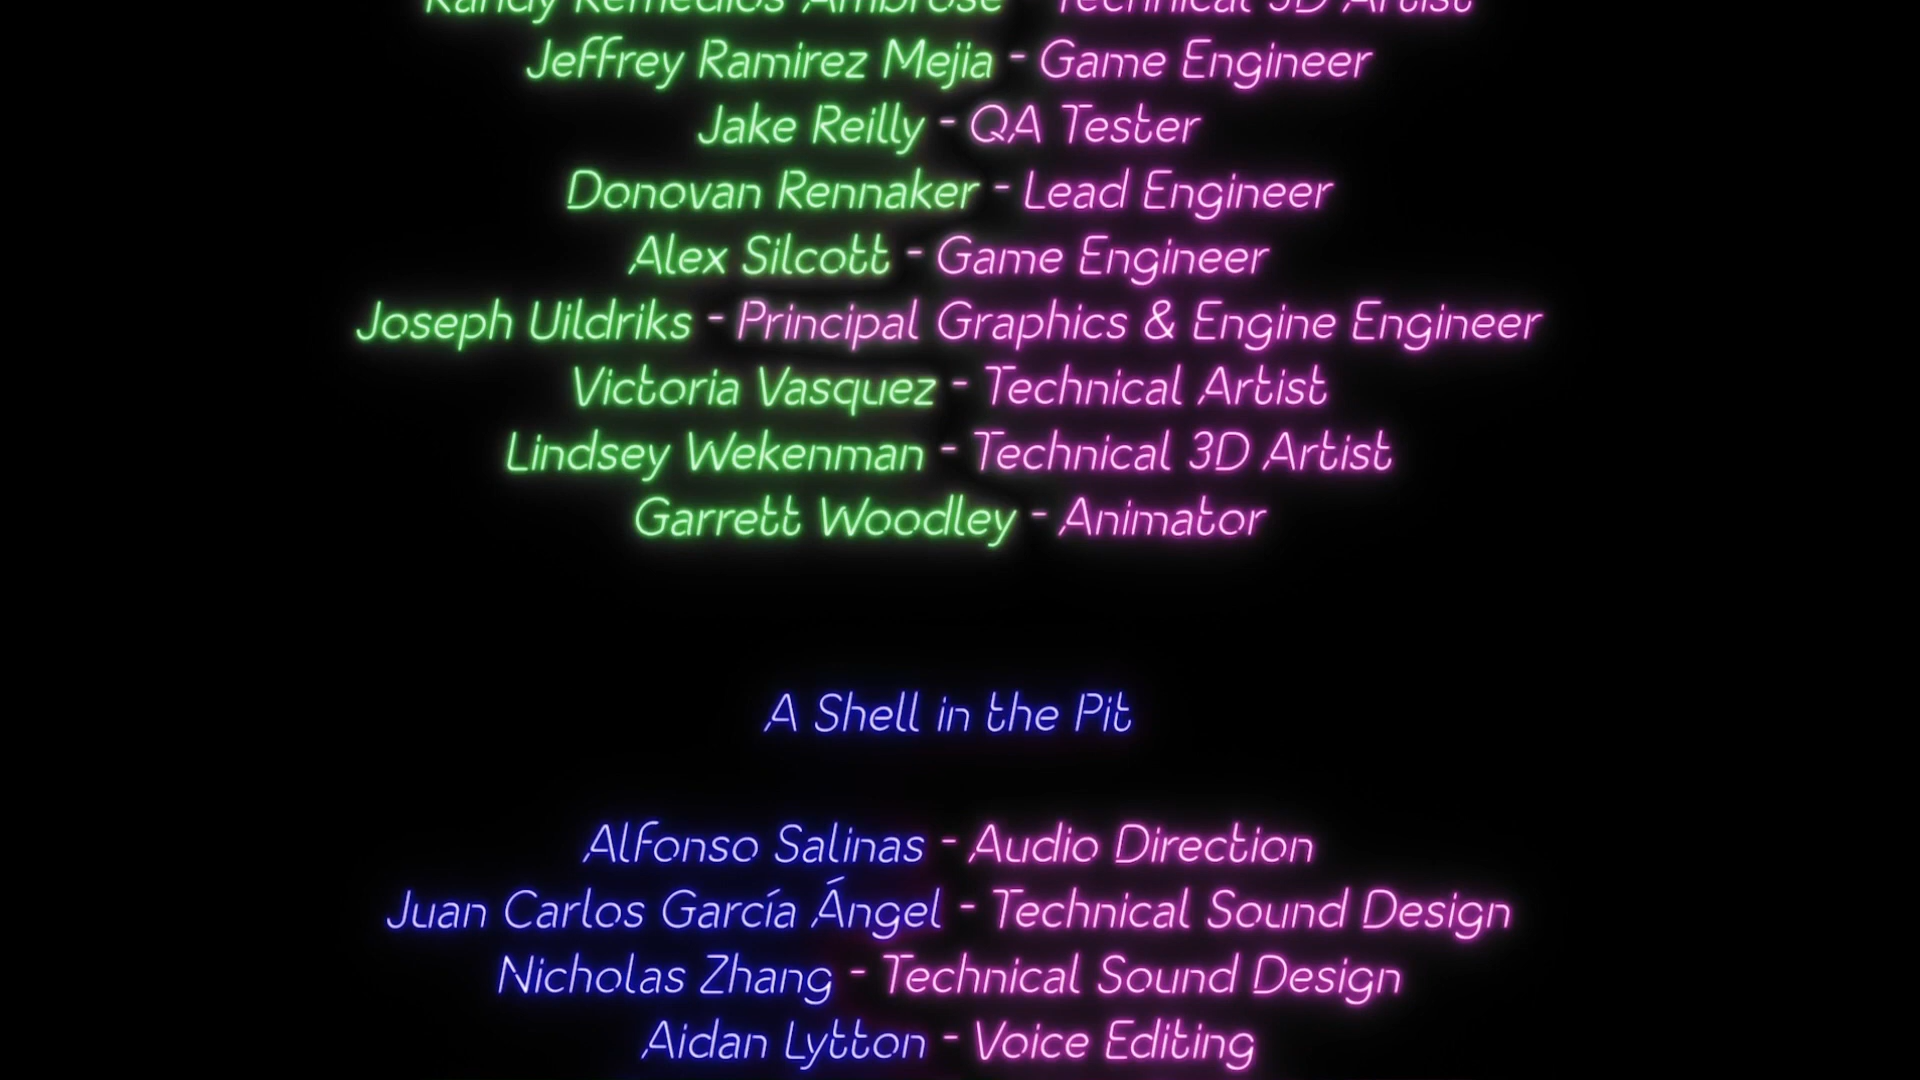 Randy Remedios Ambrose - Technical 3D Artist
Jeffrey Ramirez Mejia - Game Engineer
Jake Reilly - QA Tester
Donovan Rennaker - Lead Engineer
Alex Silcott - Game Engineer
Joseph Uildriks - Principal Graphics & Engine Engineer
Victoria Vasquez - Technical Artist
Lindsey Wekenman - Technical 3D Artist
Garrett Woodley - Animator
A Shell in the Pit
Alfonso Salinas - Audio Direction
Juan Carlos García Ángel - Technical Sound Design
Nicholas Zhang - Technical Sound Design
Aidan Lytton - Voice Editing